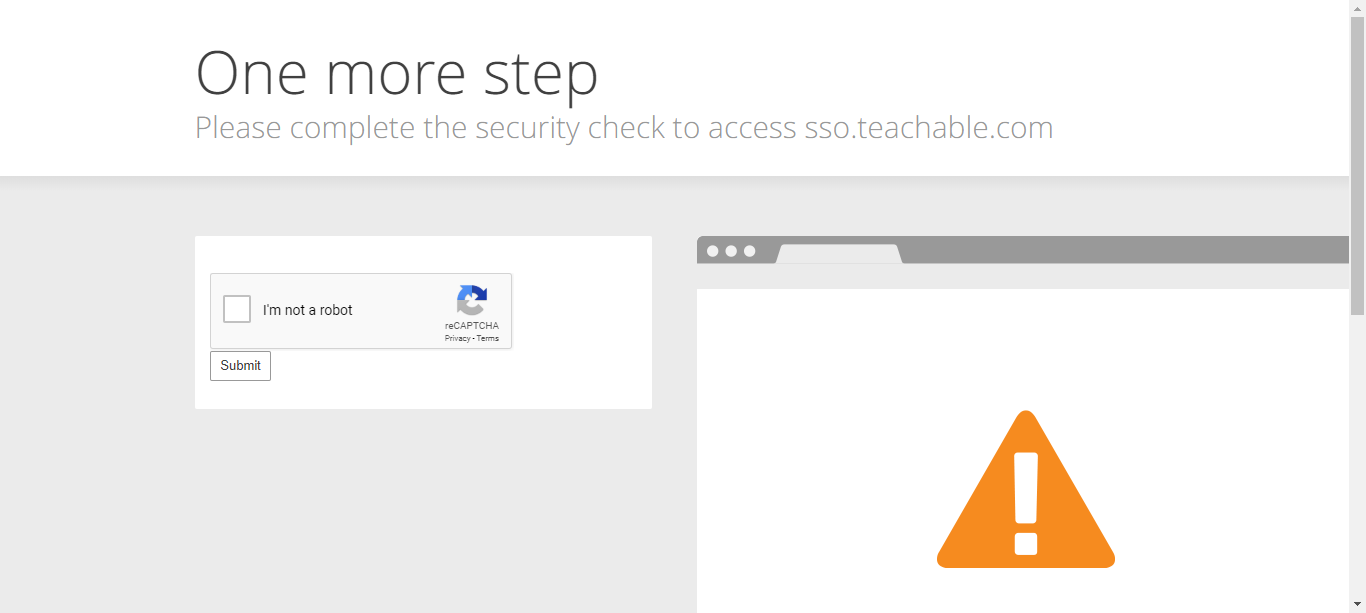 One more step
Please complete the security check to access sso.teachable.com
I'm not a robot
reCAPTCHA
Privacy - Terms
Submit